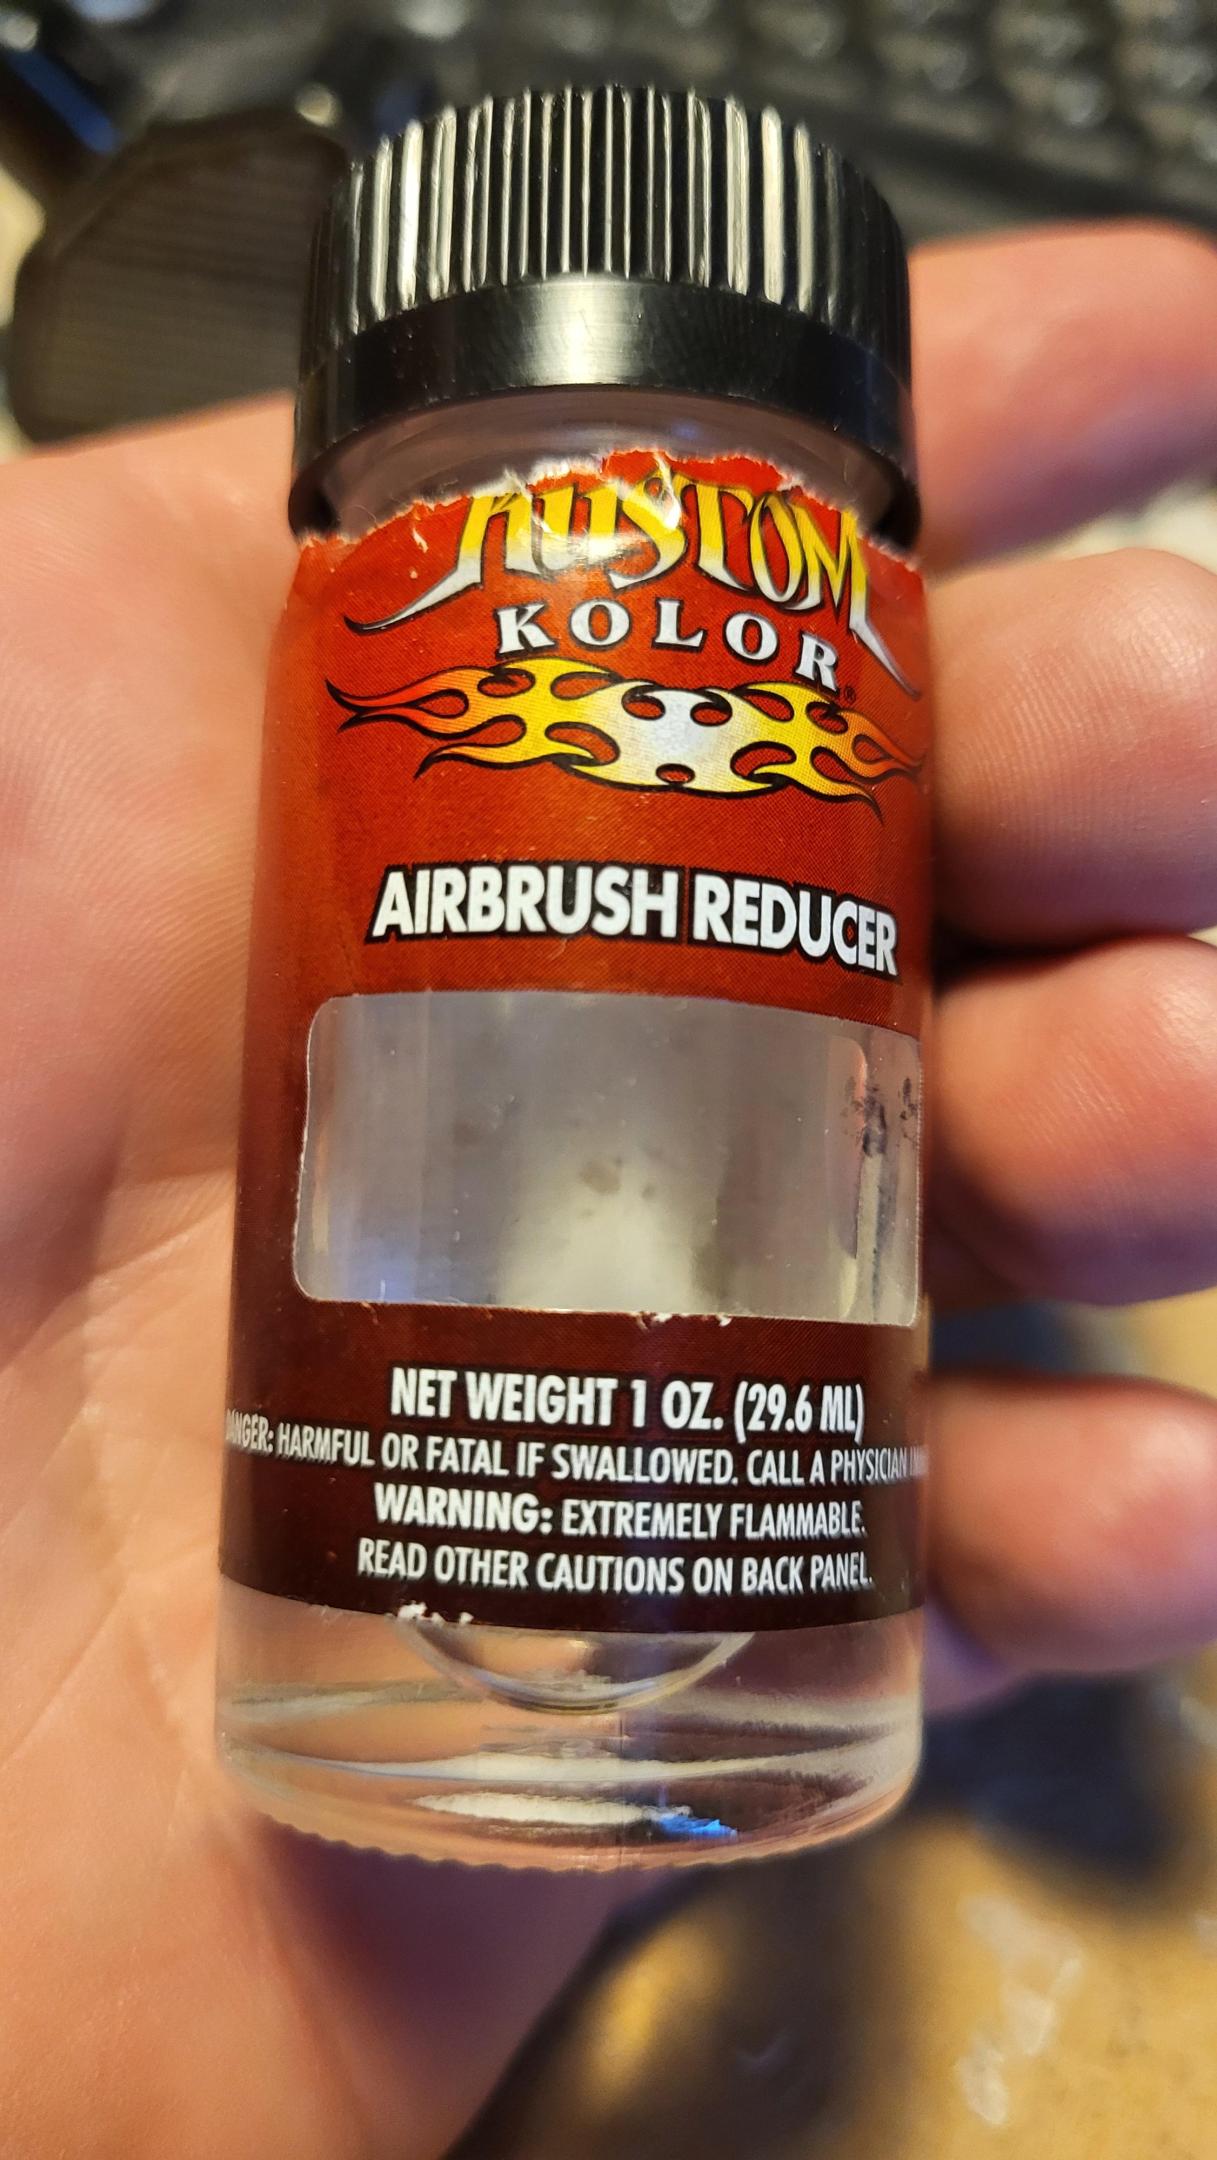 KUSTOM
KOLOR®
AIRBRUSH REDUCER
NET WEIGHT 1 OZ. (29.6 ML)
DANGER: HARMFUL OR FATAL IF SWALLOWED. CALL A PHYSICIAN
WARNING: EXTREMELY FLAMMABLE.
READ OTHER CAUTIONS ON BACK PANEL.